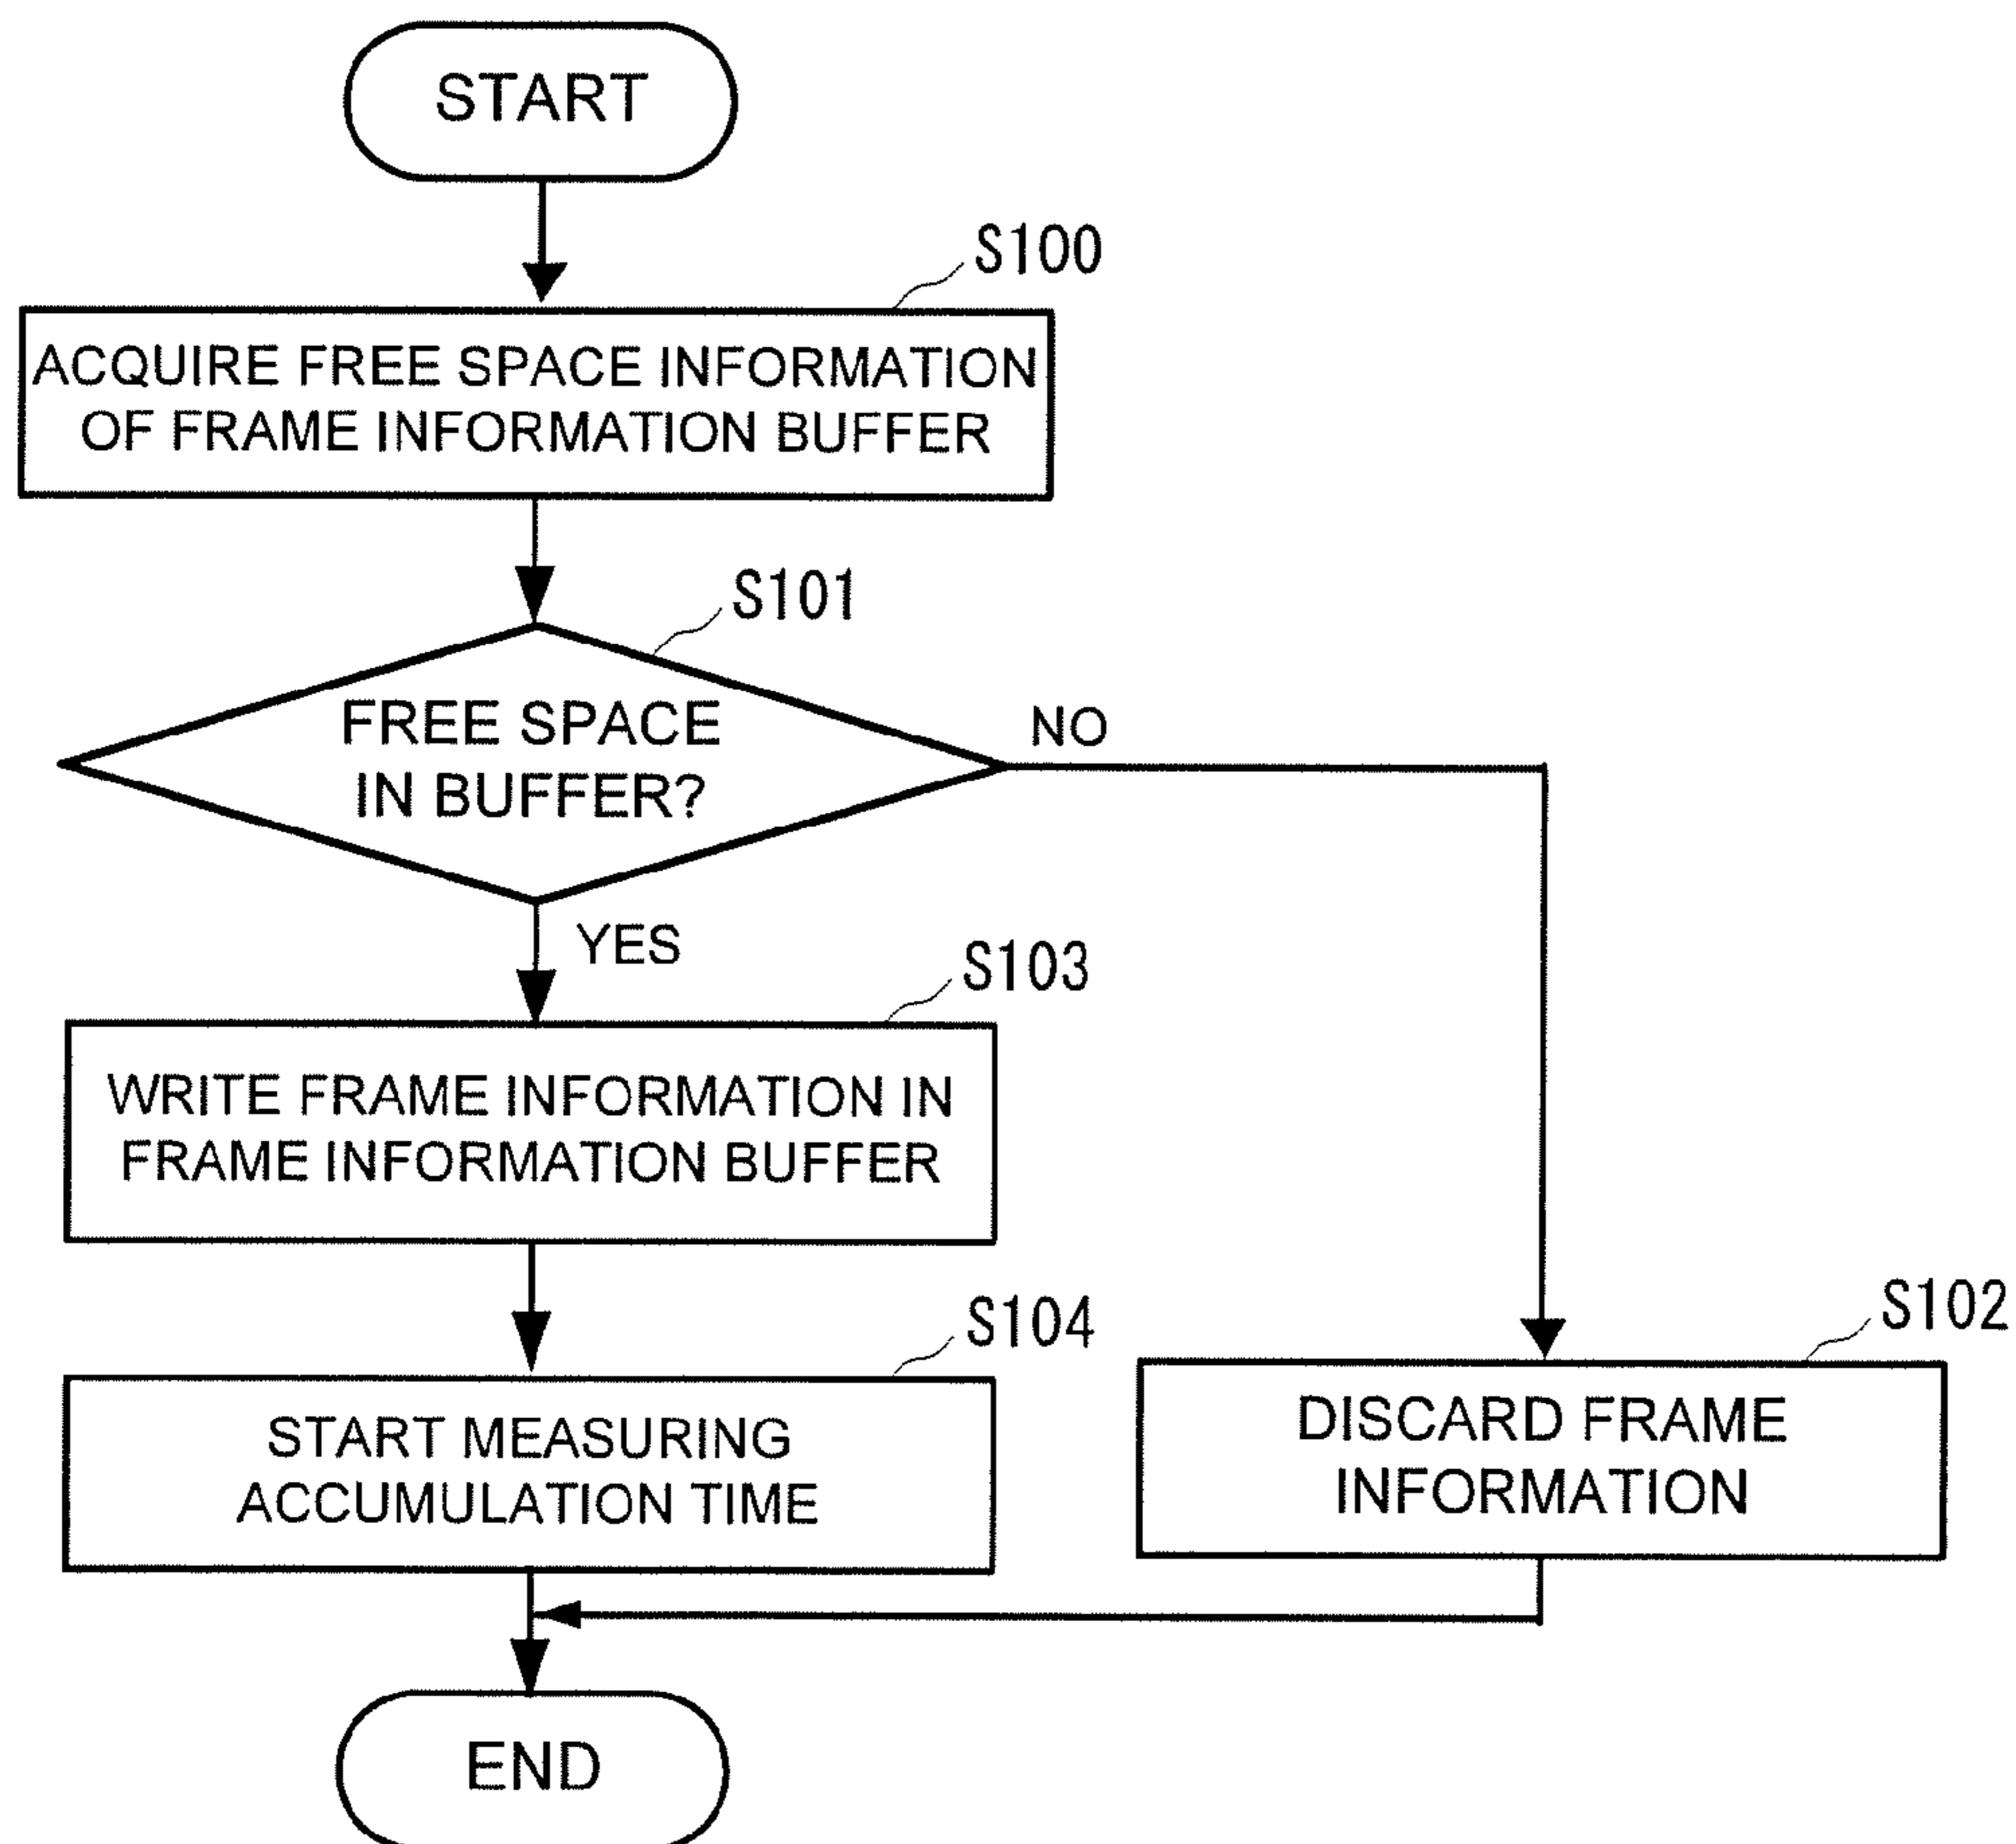 START
S100
ACQUIRE FREE SPACE INFORMATION
OF FRAME INFORMATION BUFFER
S101
FREE SPACE
IN BUFFER?
NO
YES
S103
WRITE FRAME INFORMATION IN
FRAME INFORMATION BUFFER
S104
START MEASURING
ACCUMULATION TIME
S102
DISCARD FRAME
INFORMATION
END